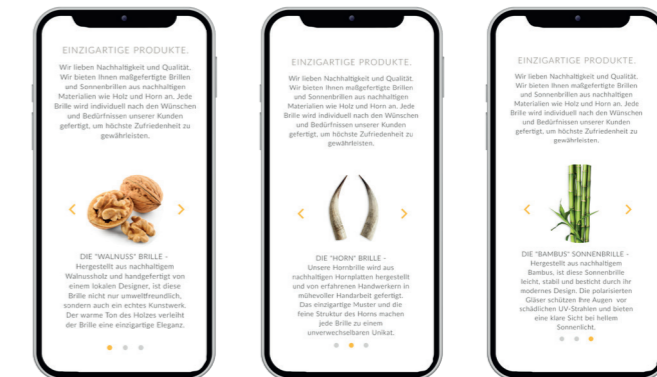 EINZIGARTIGE PRODUKTE.
Wir lieben Nachhaltigkeit und Qualität.
Wir bieten Ihnen maßgefertigte Brillen
und Sonnenbrillen aus nachhaltigen
Materialien wie Holz und Horn an. Jede
Brille wird individuell nach den Wünschen
und Bedürfnissen unserer Kunden
gefertigt, um höchste Zufriedenheit zu
gewährleisten.
DIE "WALNUSS" BRILLE -
Hergestellt aus nachhaltigem
Walnussholz und handgefertigt von
einem lokalen Designer, ist diese
Brille nicht nur umweltfreundlich,
sondern auch ein echtes Kunstwerk.
Der warme Ton des Holzes verleiht
der Brille eine einzigartige Eleganz.
EINZIGARTIGE PRODUKTE.
Wir lieben Nachhaltigkeit und Qualität.
Wir bieten Ihnen maßgefertigte Brillen
und Sonnenbrillen aus nachhaltigen
Materialien wie Holz und Horn an. Jede
Brille wird individuell nach den Wünschen
und Bedürfnissen unserer Kunden
gefertigt, um höchste Zufriedenheit zu
gewährleisten.
DIE "HORN" BRILLE -
Unsere Hornbrille wird aus
nachhaltigen Hornplatten hergestellt
und von erfahrenen Handwerkern in
mühevoller Handarbeit gefertigt.
Das einzigartige Muster und die
feine Struktur des Horns machen
jede Brille zu einem
unverwechselbaren Unikat.
EINZIGARTIGE PRODUKTE.
Wir lieben Nachhaltigkeit und Qualität.
Wir bieten Ihnen maßgefertigte Brillen
und Sonnenbrillen aus nachhaltigen
Materialien wie Holz und Horn an. Jede
Brille wird individuell nach den Wünschen
und Bedürfnissen unserer Kunden
gefertigt, um höchste Zufriedenheit zu
gewährleisten.
DIE "BAMBUS" SONNENBRILLE -
Hergestellt aus nachhaltigem
Bambus, ist diese Sonnenbrille
leicht, stabil und besticht durch ihr
modernes Design. Die polarisierten
Gläser schützen Ihre Augen vor
schädlichen UV-Strahlen und bieten
eine klare Sicht bei hellem
Sonnenlicht.